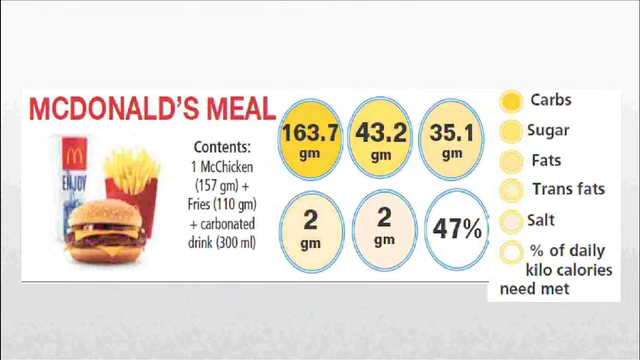 MCDONALD'S MEAL
Contents:
1 McChicken
(157 gm) +
Fries (110 gm)
+ carbonated
drink (300 ml)
M
ENJOY
163.7
gm
43.2
gm
35.1
gm
2
gm
2
gm
47%
Carbs
Sugar
Fats
Trans fats
Salt
% of daily
kilo calories
need met